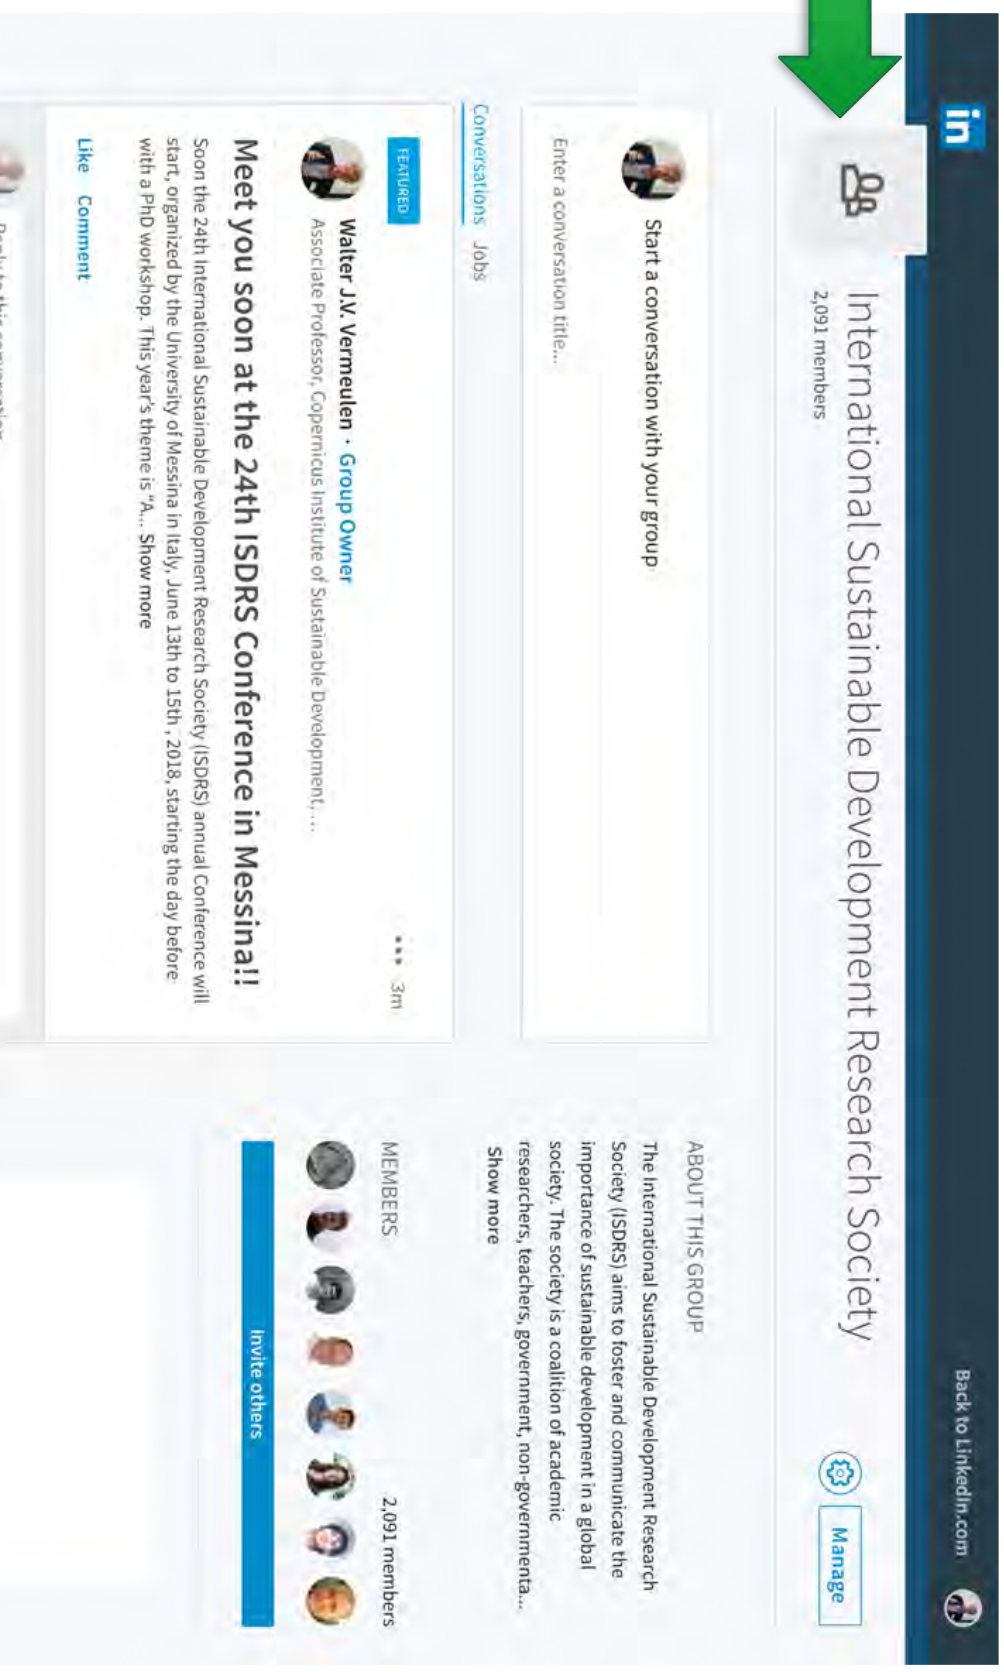 in
Back to LinkedIn.com
International Sustainable Development Research Society
2,091 members
Manage
Start a conversation with your group
Enter a conversation title...
Conversations Jobs
FEATURED
3m
Walter J.V. Vermeulen · Group Owner
Associate Professor, Copernicus Institute of Sustainable Development, ...
Meet you soon at the 24th ISDRS Conference in Messina!!
Soon the 24th International Sustainable Development Research Society (ISDRS) annual Conference will
start, organized by the University of Messina in Italy, June 13th to 15th , 2018, starting the day before
with a PhD workshop. This year's theme is "A... Show more
Like Comment
ABOUT THIS GROUP
The International Sustainable Development Research
Society (ISDRS) aims to foster and communicate the
importance of sustainable development in a global
society. The society is a coalition of academic
researchers, teachers, government, non-governmenta...
Show more
MEMBERS
2,091 members
Invite others